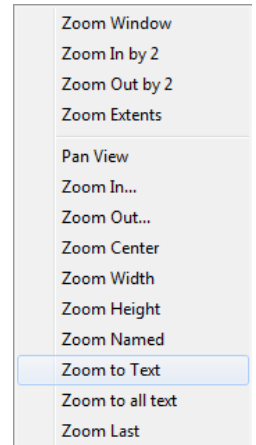 Zoom Window
Zoom In by 2
Zoom Out by 2
Zoom Extents
Pan View
Zoom In...
Zoom Out...
Zoom Center
Zoom Width
Zoom Height
Zoom Named
Zoom to Text
Zoom to all text
Zoom Last